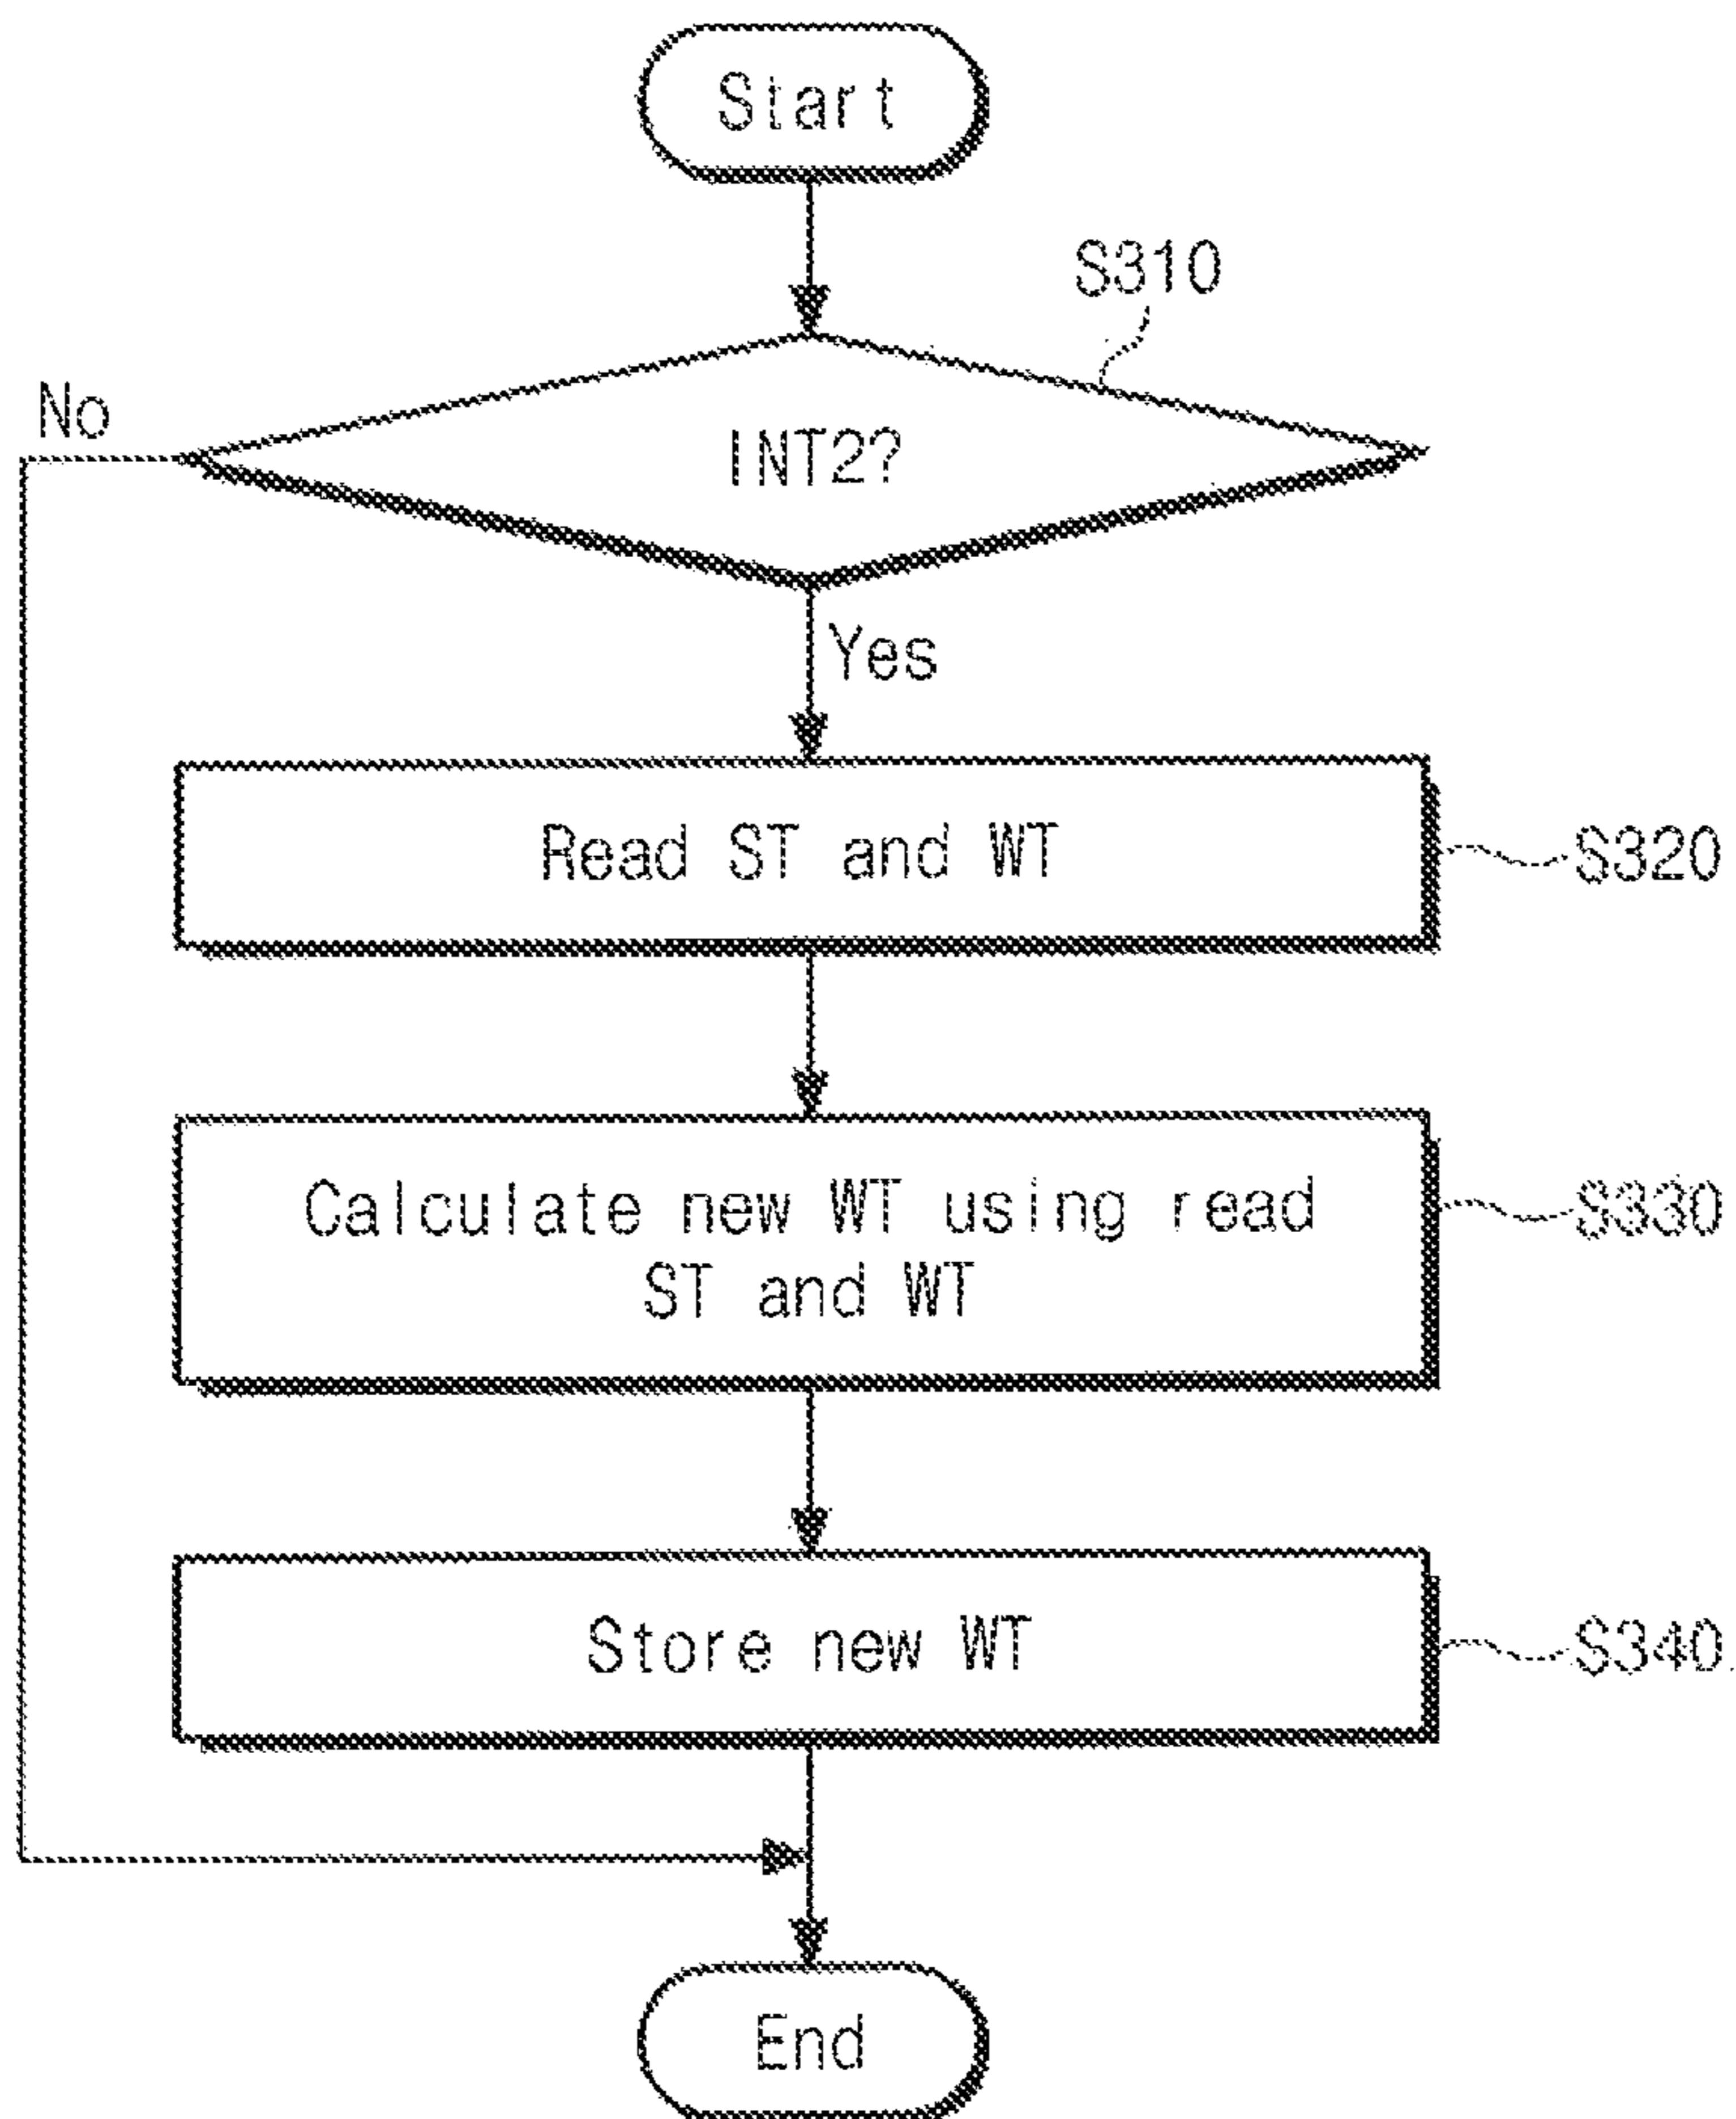 Start
S310
No
INT2?
Yes
Read ST and WT
S320
Calculate new WT using read
ST and WT
S330
Store new WT
S340
End